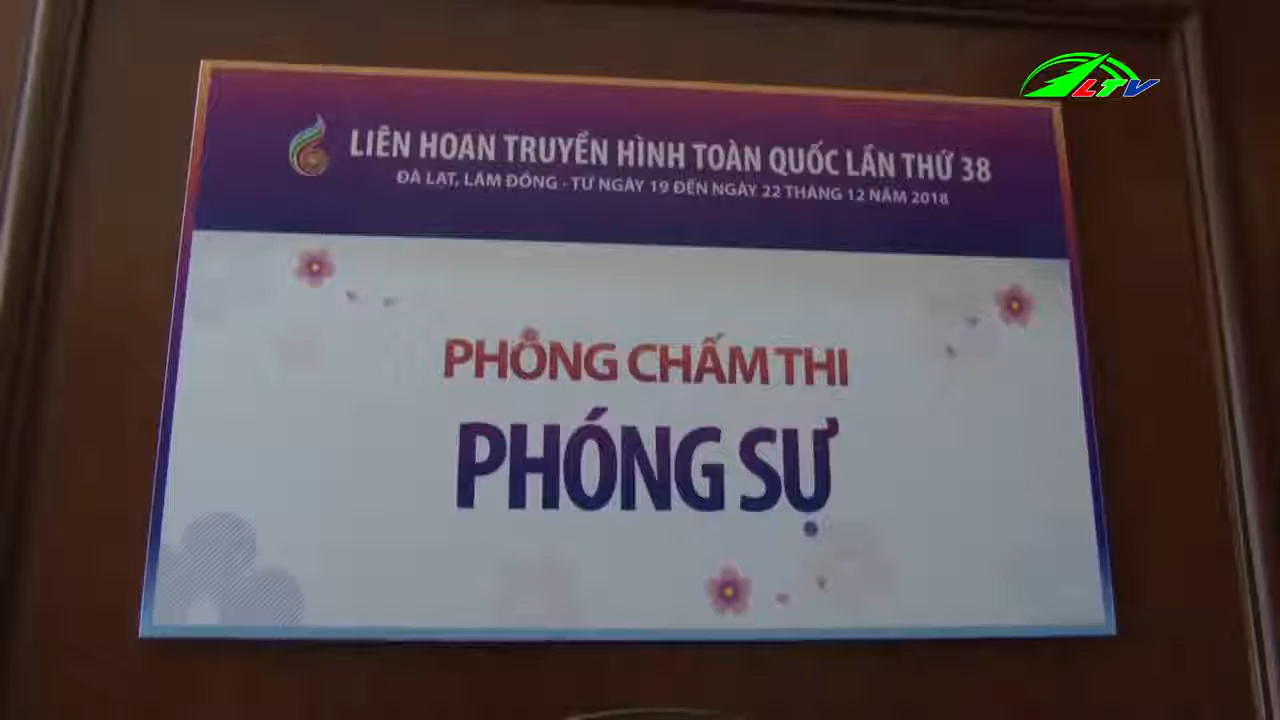 LTV
LIÊN HOAN TRUYỀN HÌNH TOÀN QUỐC LẦN THỨ 38
ĐÀ LẠT, LÂM ĐỒNG - TỪ NGÀY 19 ĐẾN NGÀY 22 THÁNG 12 NĂM 2018
PHÒNG CHẤM THI
PHÓNG SỰ